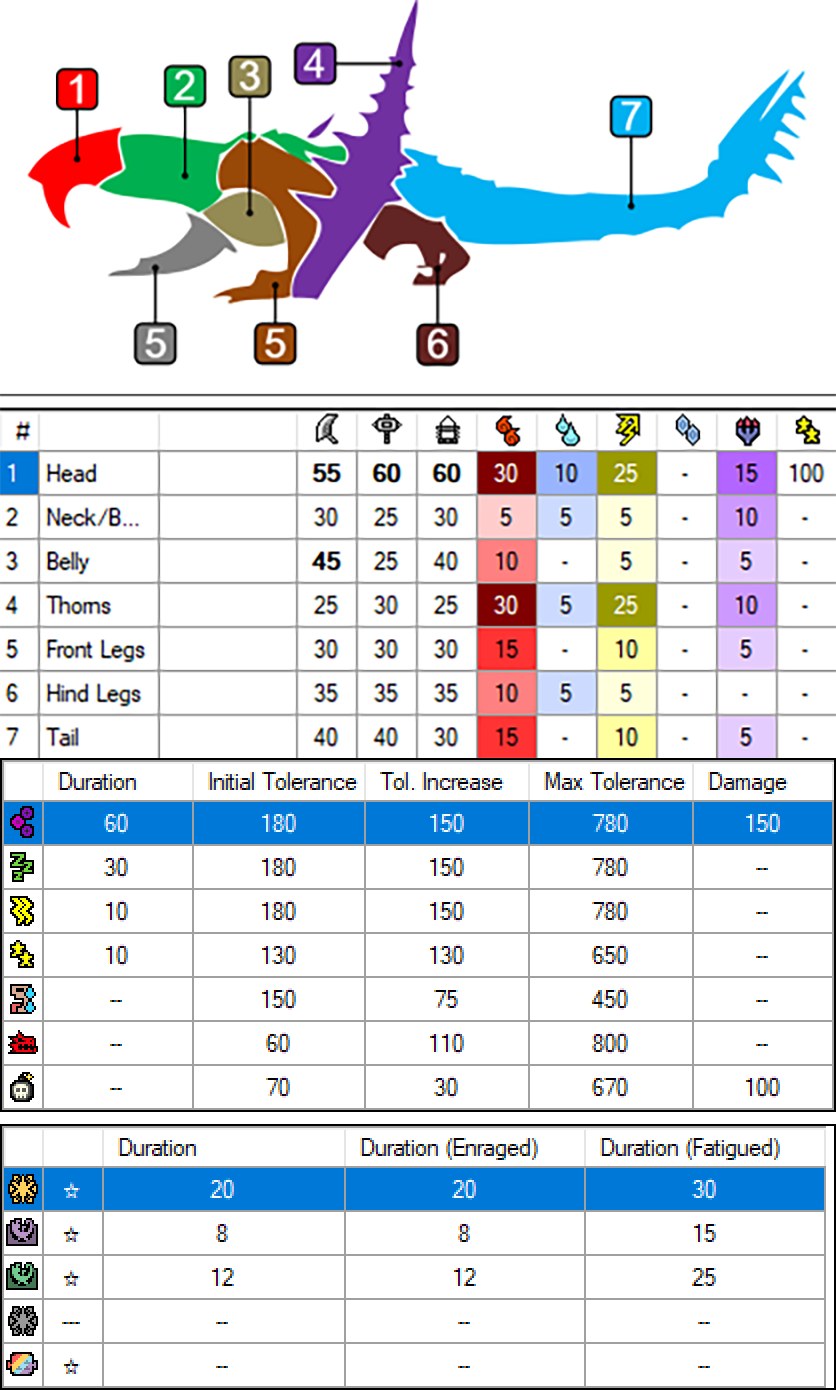 4
3
2
1
7
5
5
6
#
1 Head 55 60 60 30 10 25 - 15 100
2 Neck/B... 30 25 30 5 5 5 - 10 -
3 Belly 45 25 40 10 - 5 - 5 -
4 Thorns 25 30 25 30 5 25 - 10 -
5 Front Legs 30 30 30 15 - 10 - 5 -
6 Hind Legs 35 35 35 10 5 5 - - -
7 Tail 40 40 30 15 - 10 - 5 -
Duration Initial Tolerance Tol. Increase Max Tolerance Damage
60 180 150 780 150
30 180 150 780 --
10 180 150 780 --
10 130 130 650 --
-- 150 75 450 --
-- 60 110 800 --
-- 70 30 670 100
Duration Duration (Enraged) Duration (Fatigued)
☆ 20 20 30
☆ 8 8 15
☆ 12 12 25
--- -- -- --
☆ -- -- --